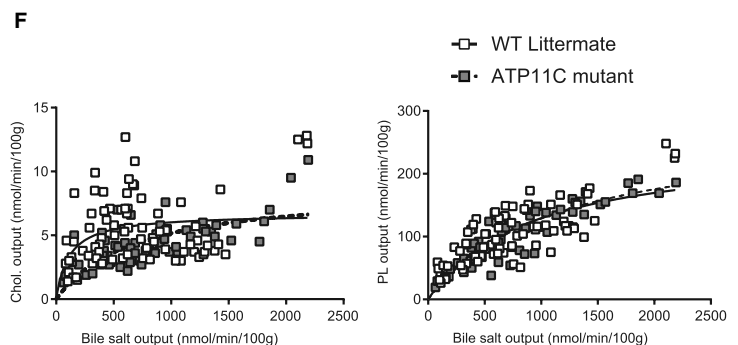 F
WT Littermate
ATP11C mutant
Chol. output (nmol/min/100g)
15
10
5
0
0 500 1000 1500 2000 2500
Bile salt output (nmol/min/100g)
PL output (nmol/min/100g)
300
200
100
0
0 500 1000 1500 2000 2500
Bile salt output (nmol/min/100g)